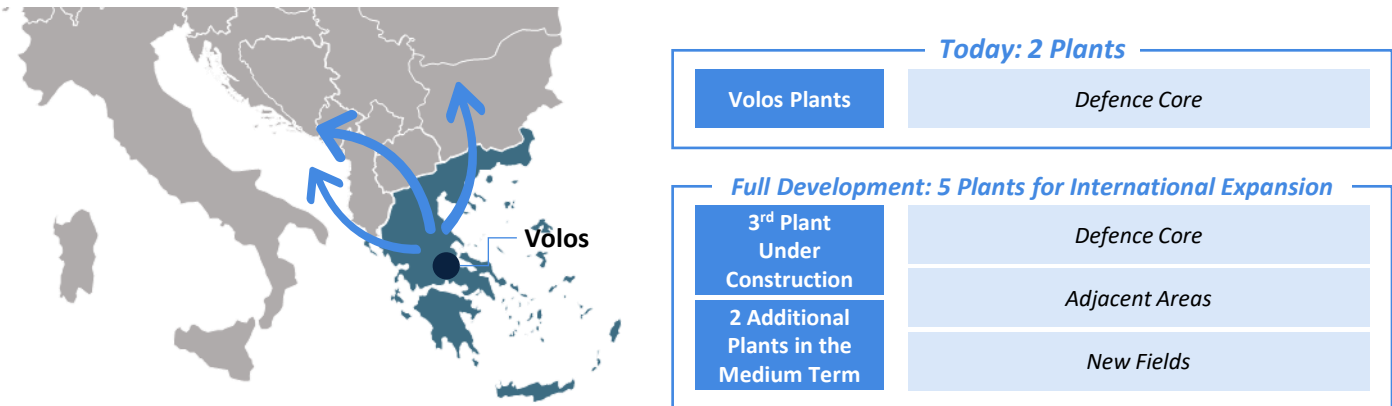 Volos
Today: 2 Plants
Volos Plants
Defence Core
Full Development: 5 Plants for International Expansion
3rd Plant
Under
Construction
2 Additional
Plants in the
Medium Term
Defence Core
Adjacent Areas
New Fields